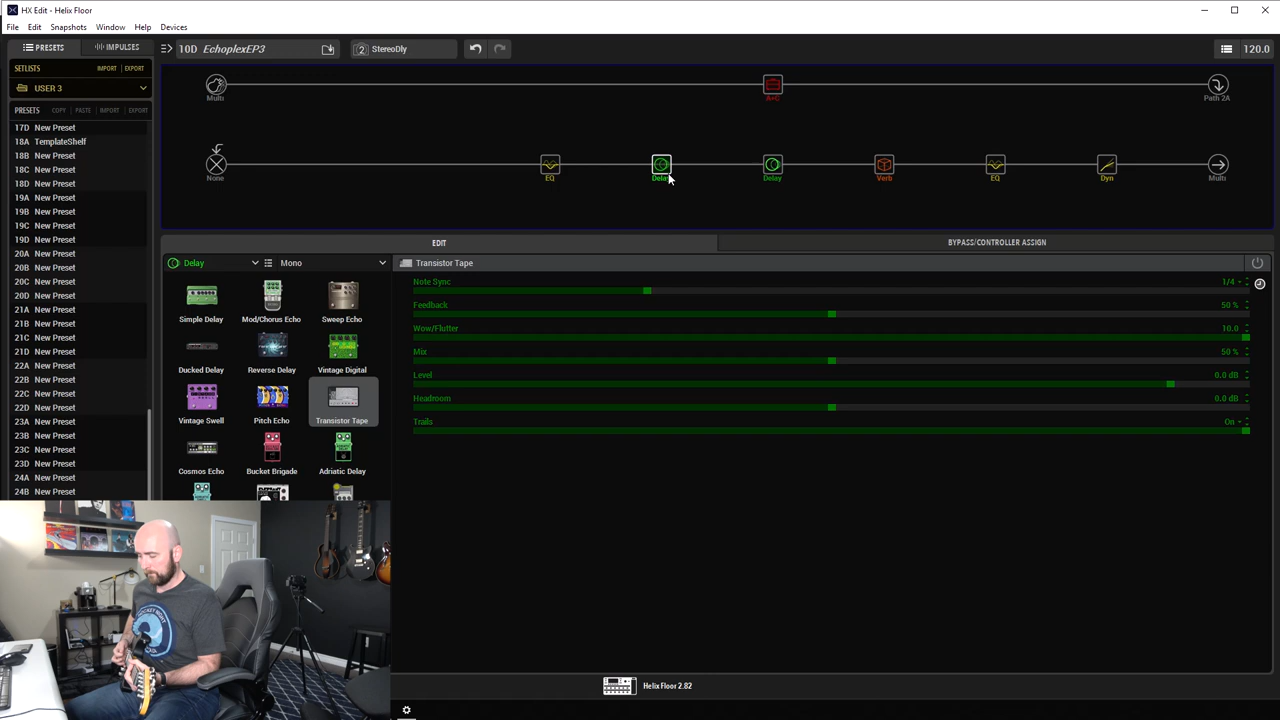 HX Edit - Helix Floor
File Edit Snapshots Window Help Devices
PRESETS IMPULSES
10D EchoplexEP3
2 StereoDly
120.0
SETLISTS IMPORT EXPORT
USER 3
PRESETS COPY PASTE IMPORT EXPORT
17D New Preset
18A TemplateShelf
18B New Preset
18C New Preset
18D New Preset
19A New Preset
19B New Preset
19C New Preset
19D New Preset
20A New Preset
20B New Preset
20C New Preset
20D New Preset
21A New Preset
21B New Preset
21C New Preset
21D New Preset
22A New Preset
22B New Preset
22C New Preset
22D New Preset
23A New Preset
23B New Preset
23C New Preset
23D New Preset
24A New Preset
24B New Preset
Multi A+C Path 2A
None EQ Delay Delay Verb EQ Dyn Multi
EDIT BYPASS/CONTROLLER ASSIGN
Delay Mono
Simple Delay Mod/Chorus Echo Sweep Echo
Ducked Delay Reverse Delay Vintage Digital
Vintage Swell Pitch Echo Transistor Tape
Cosmos Echo Bucket Brigade Adriatic Delay
Transistor Tape
Note Sync 1/4
Feedback 50 %
Wow/Flutter 10.0
Mix 50 %
Level 0.0 dB
Headroom 0.0 dB
Trails On
Helix Floor 2.82